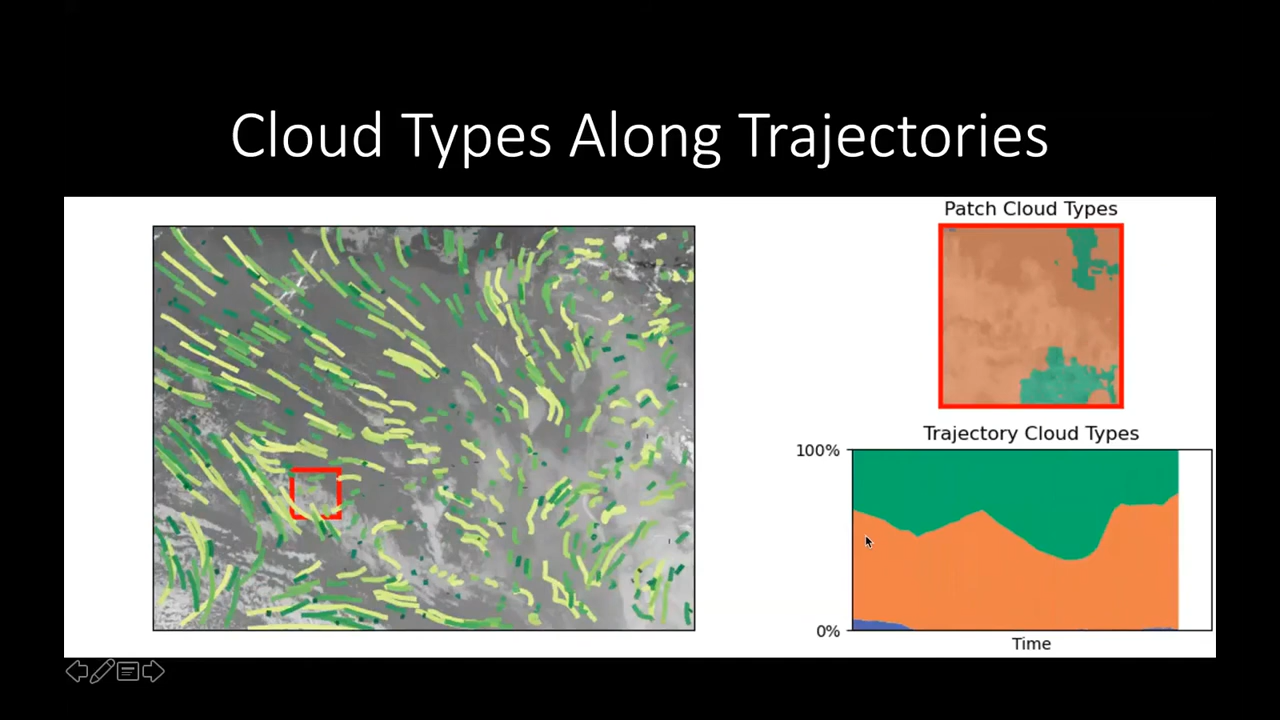 Cloud Types Along Trajectories
Patch Cloud Types
Trajectory Cloud Types
100%
0%
Time